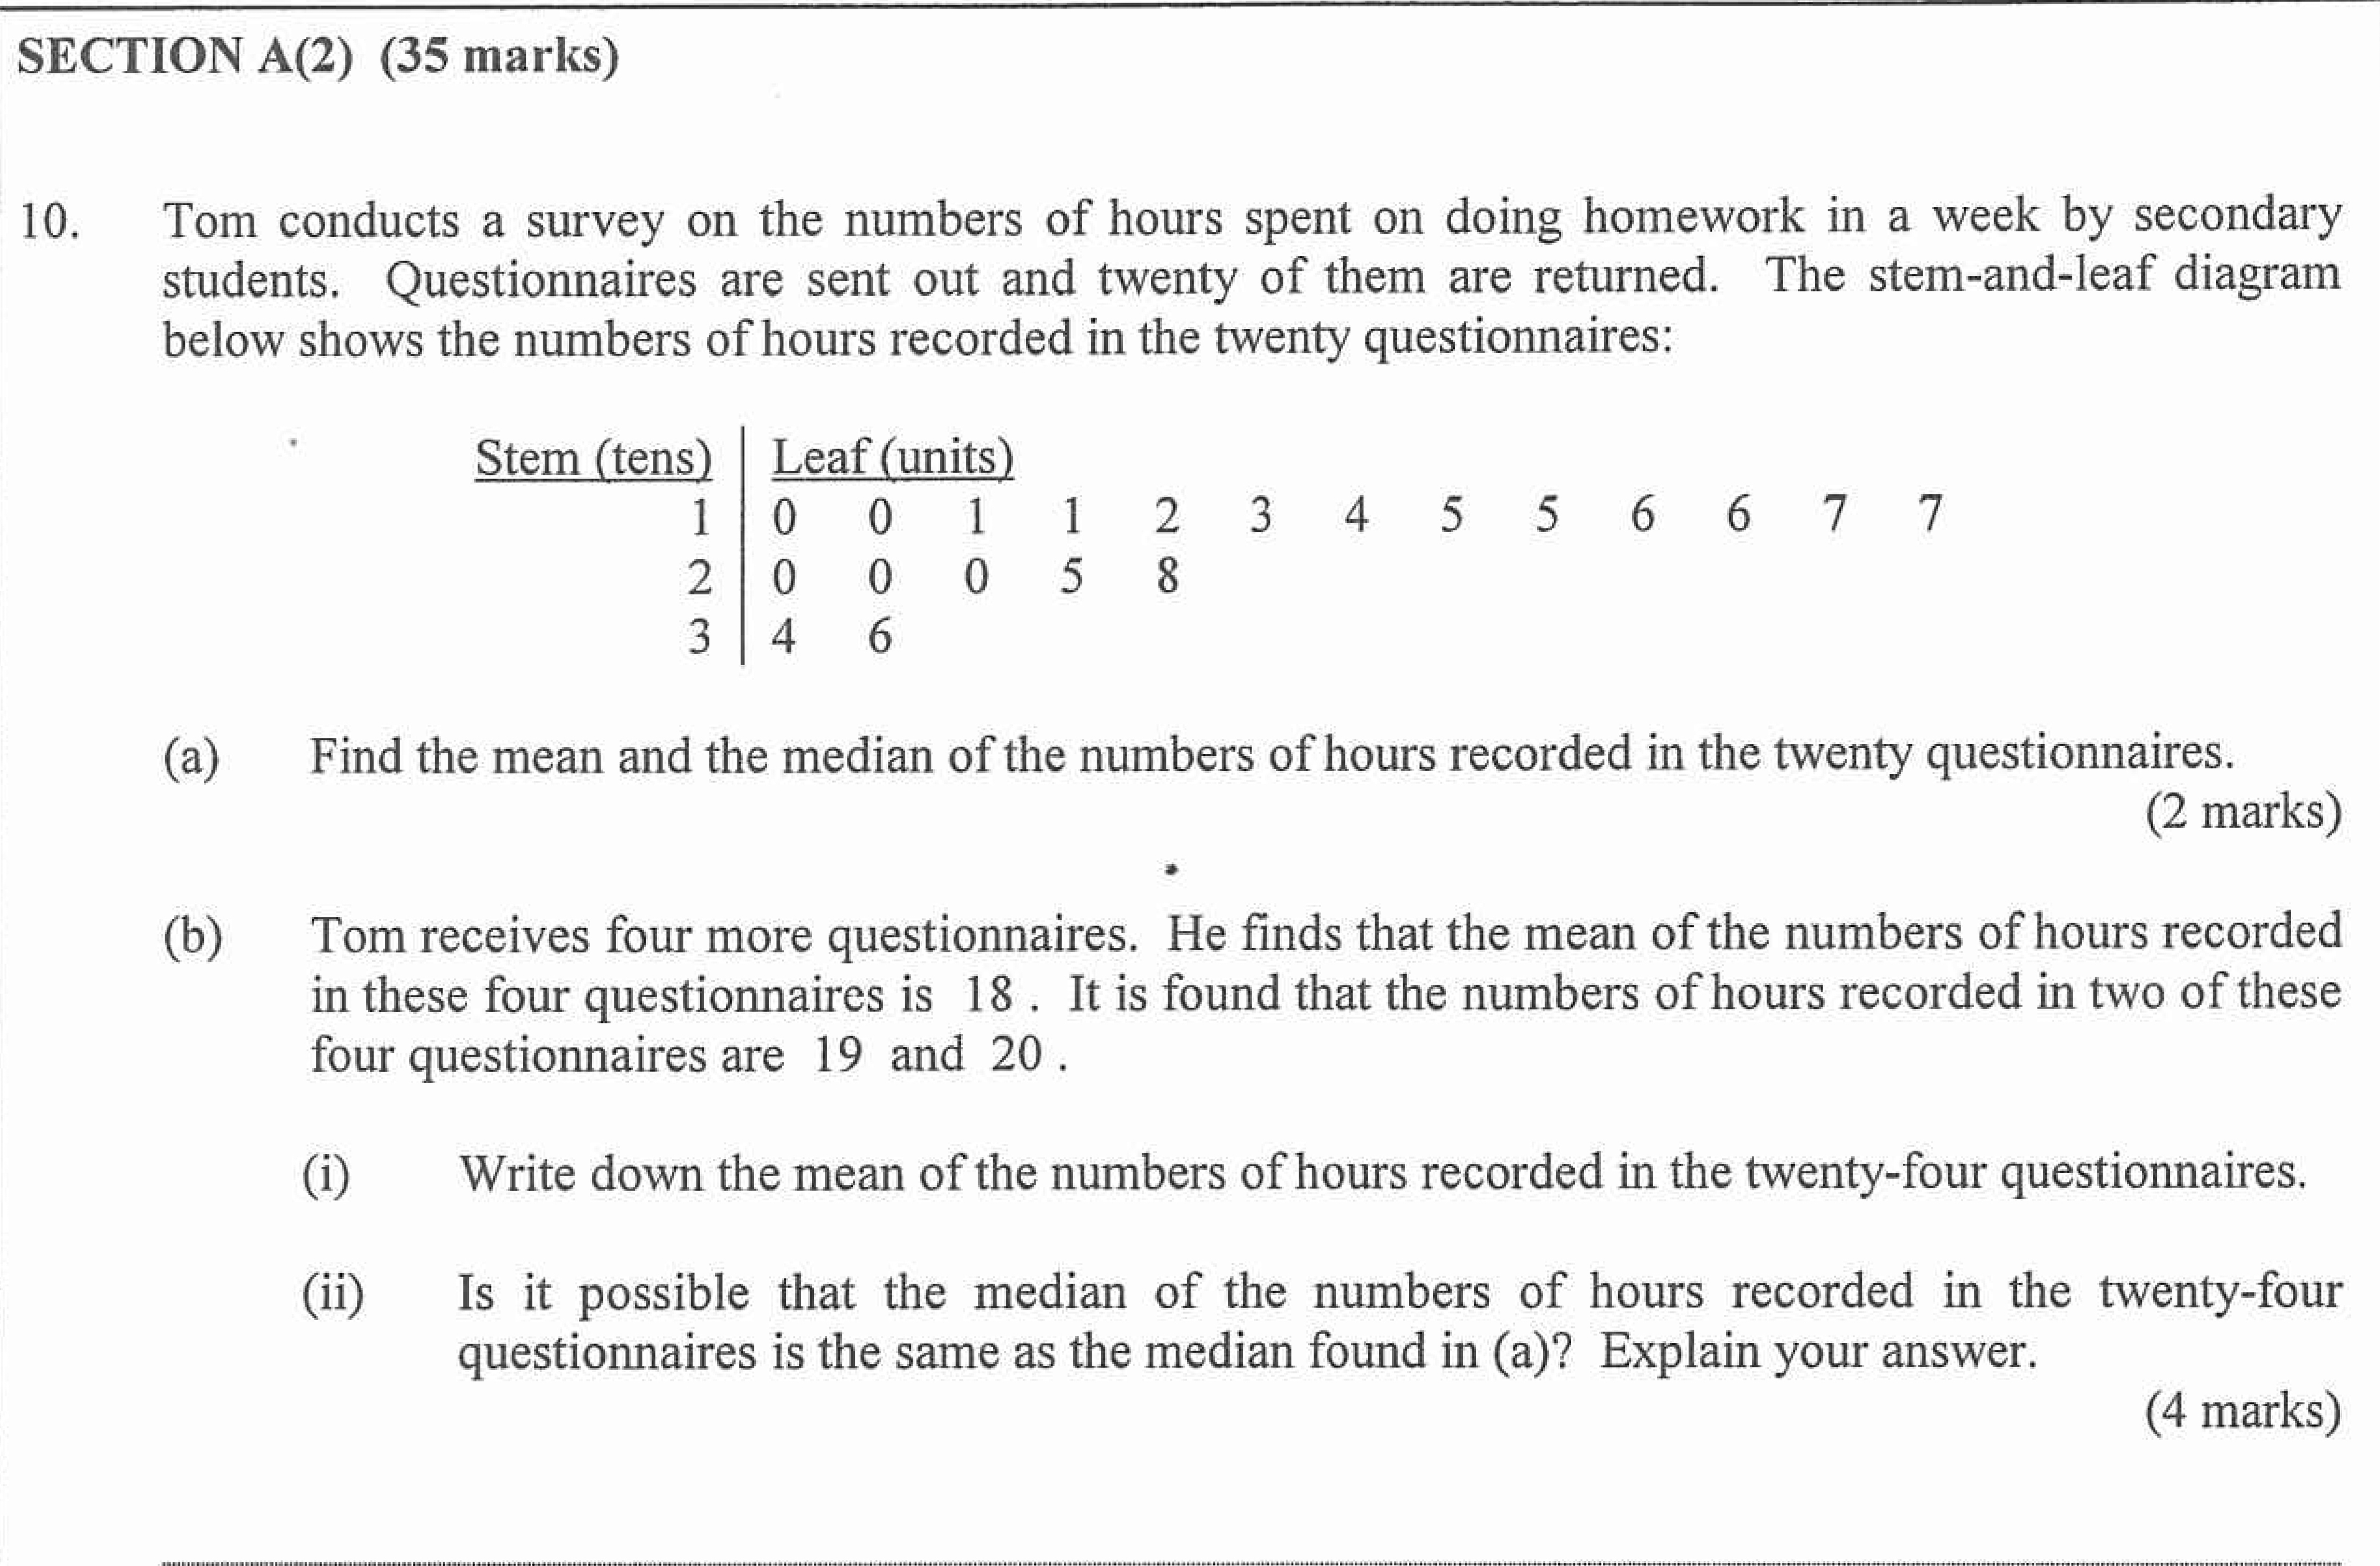 SECTION A(2) (35 marks)
10. Tom conducts a survey on the numbers of hours spent on doing homework in a week by secondary
students. Questionnaires are sent out and twenty of them are returned. The stem-and-leaf diagram
below shows the numbers of hours recorded in the twenty questionnaires:
Stem (tens) Leaf (units)
1 0 0 1 1 2 3 4 5 5 6 6 7 7
2 0 0 0 5 8
3 4 6
(a) Find the mean and the median of the numbers of hours recorded in the twenty questionnaires.
(2 marks)
(b) Tom receives four more questionnaires. He finds that the mean of the numbers of hours recorded
in these four questionnaires is 18 . It is found that the numbers of hours recorded in two of these
four questionnaires are 19 and 20 .
(i) Write down the mean of the numbers of hours recorded in the twenty-four questionnaires.
(ii) Is it possible that the median of the numbers of hours recorded in the twenty-four
questionnaires is the same as the median found in (a)? Explain your answer.
(4 marks)